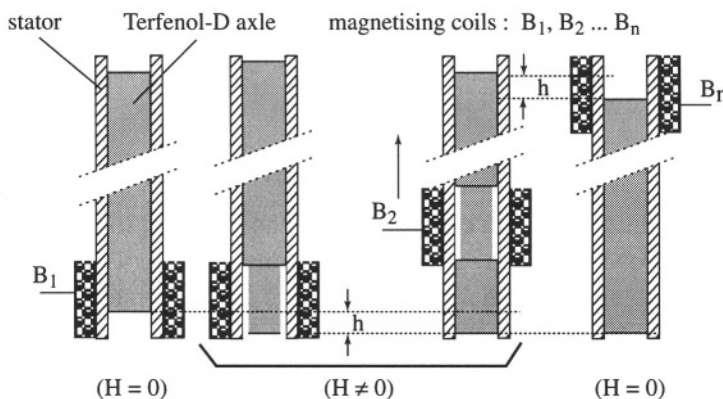 stator Terfenol-D axle magnetising coils : B1, B2 ... Bn
h
Bn
B2
B1
h
(H = 0) (H ≠ 0) (H = 0)